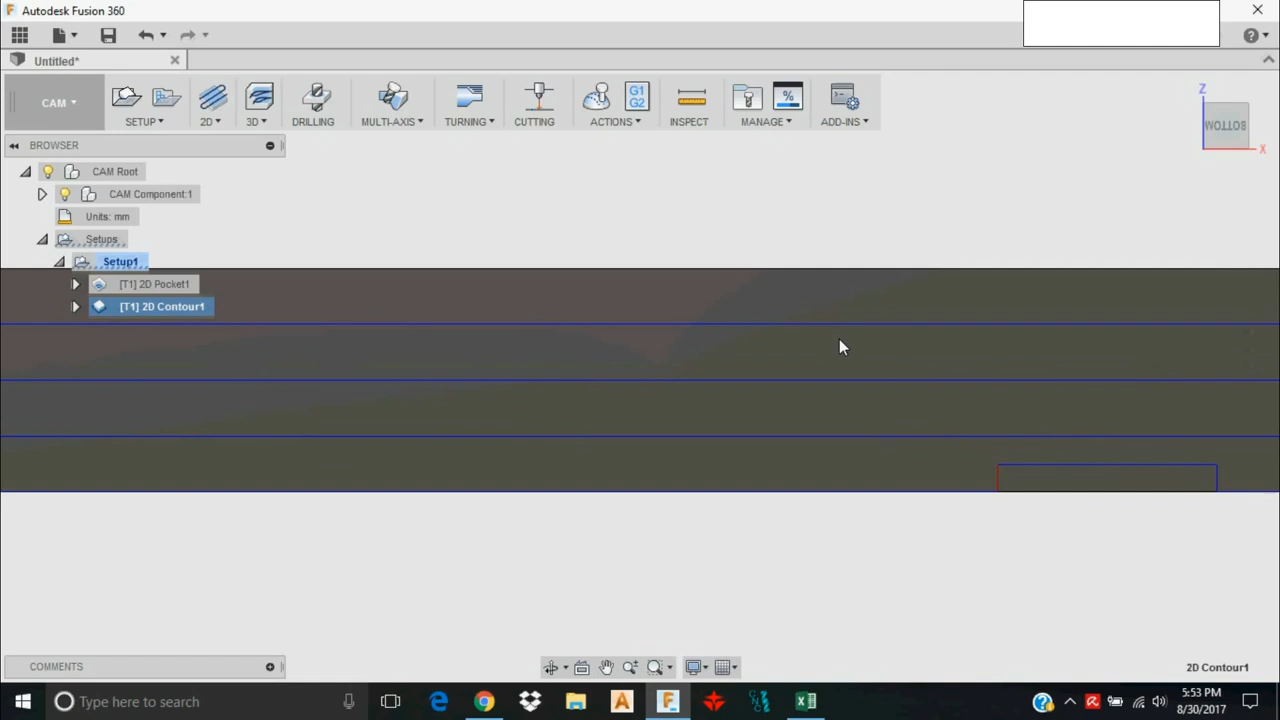 Autodesk Fusion 360
Untitled*
CAM
SETUP
2D
3D
DRILLING
MULTI-AXIS
TURNING
CUTTING
G1
G2
ACTIONS
INSPECT
MANAGE
ADD-INS
Z
BOTTOM
X
BROWSER
CAM Root
CAM Component:1
Units: mm
Setups
Setup1
[T1] 2D Pocket1
[T1] 2D Contour1
COMMENTS
2D Contour1
Type here to search
5:53 PM
8/30/2017